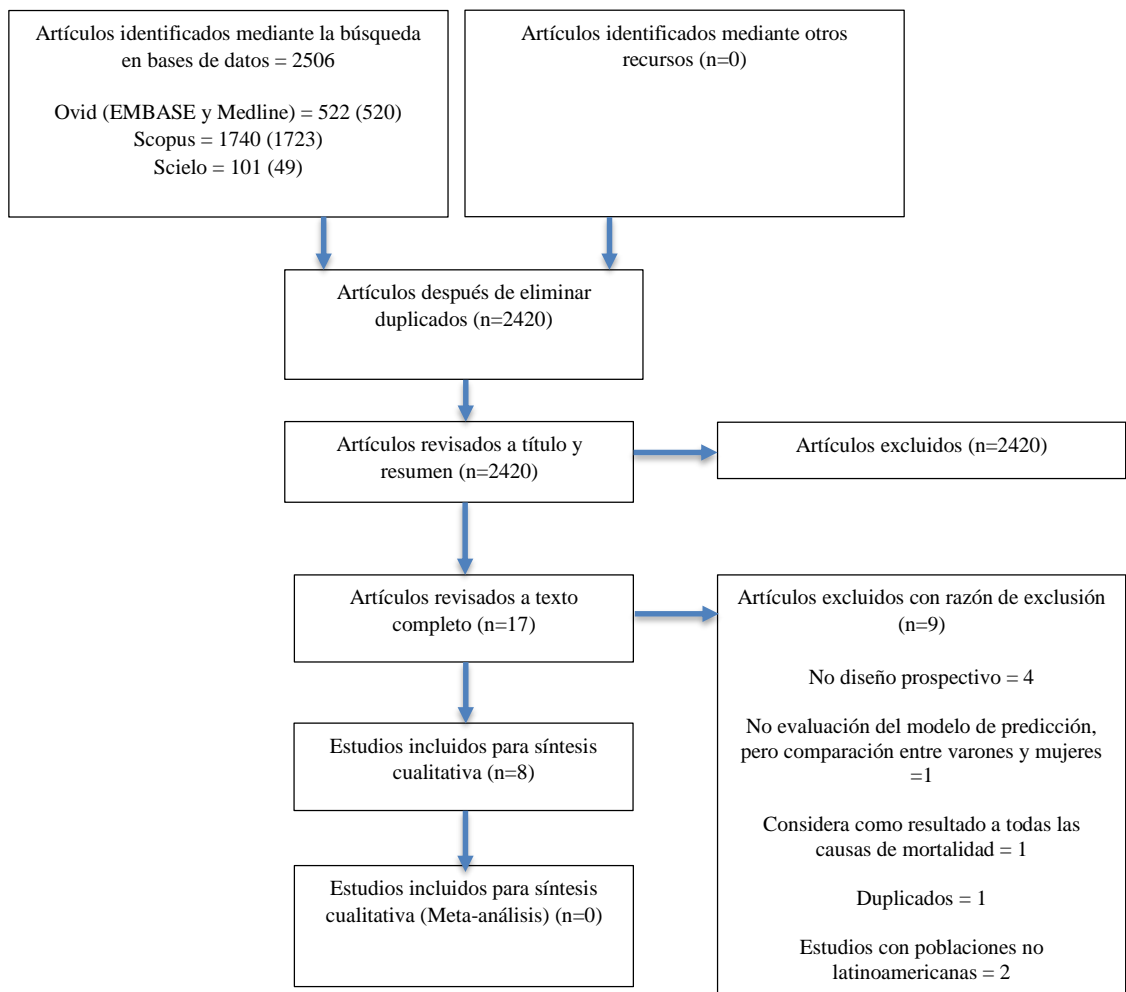 Artículos identificados mediante la búsqueda
en bases de datos = 2506
Ovid (EMBASE y Medline) = 522 (520)
Scopus = 1740 (1723)
Scielo = 101 (49)
Artículos identificados mediante otros
recursos (n=0)
Artículos después de eliminar
duplicados (n=2420)
Artículos revisados a título y
resumen (n=2420)
Artículos excluidos (n=2420)
Artículos revisados a texto
completo (n=17)
Artículos excluidos con razón de exclusión
(n=9)
No diseño prospectivo = 4
No evaluación del modelo de predicción,
pero comparación entre varones y mujeres
=1
Considera como resultado a todas las
causas de mortalidad = 1
Duplicados = 1
Estudios con poblaciones no
latinoamericanas = 2
Estudios incluidos para síntesis
cualitativa (n=8)
Estudios incluidos para síntesis
cualitativa (Meta-análisis) (n=0)